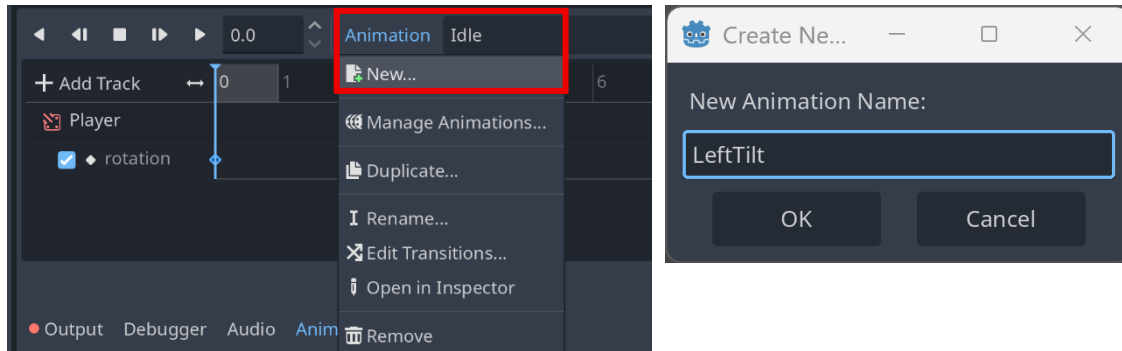 0.0 Animation Idle
Add Track 0 1 6
New...
Player
Manage Animations...
rotation
Duplicate...
Rename...
Edit Transitions...
Open in Inspector
Output Debugger Audio Anim
Remove
Create Ne...
New Animation Name:
LeftTilt
OK Cancel